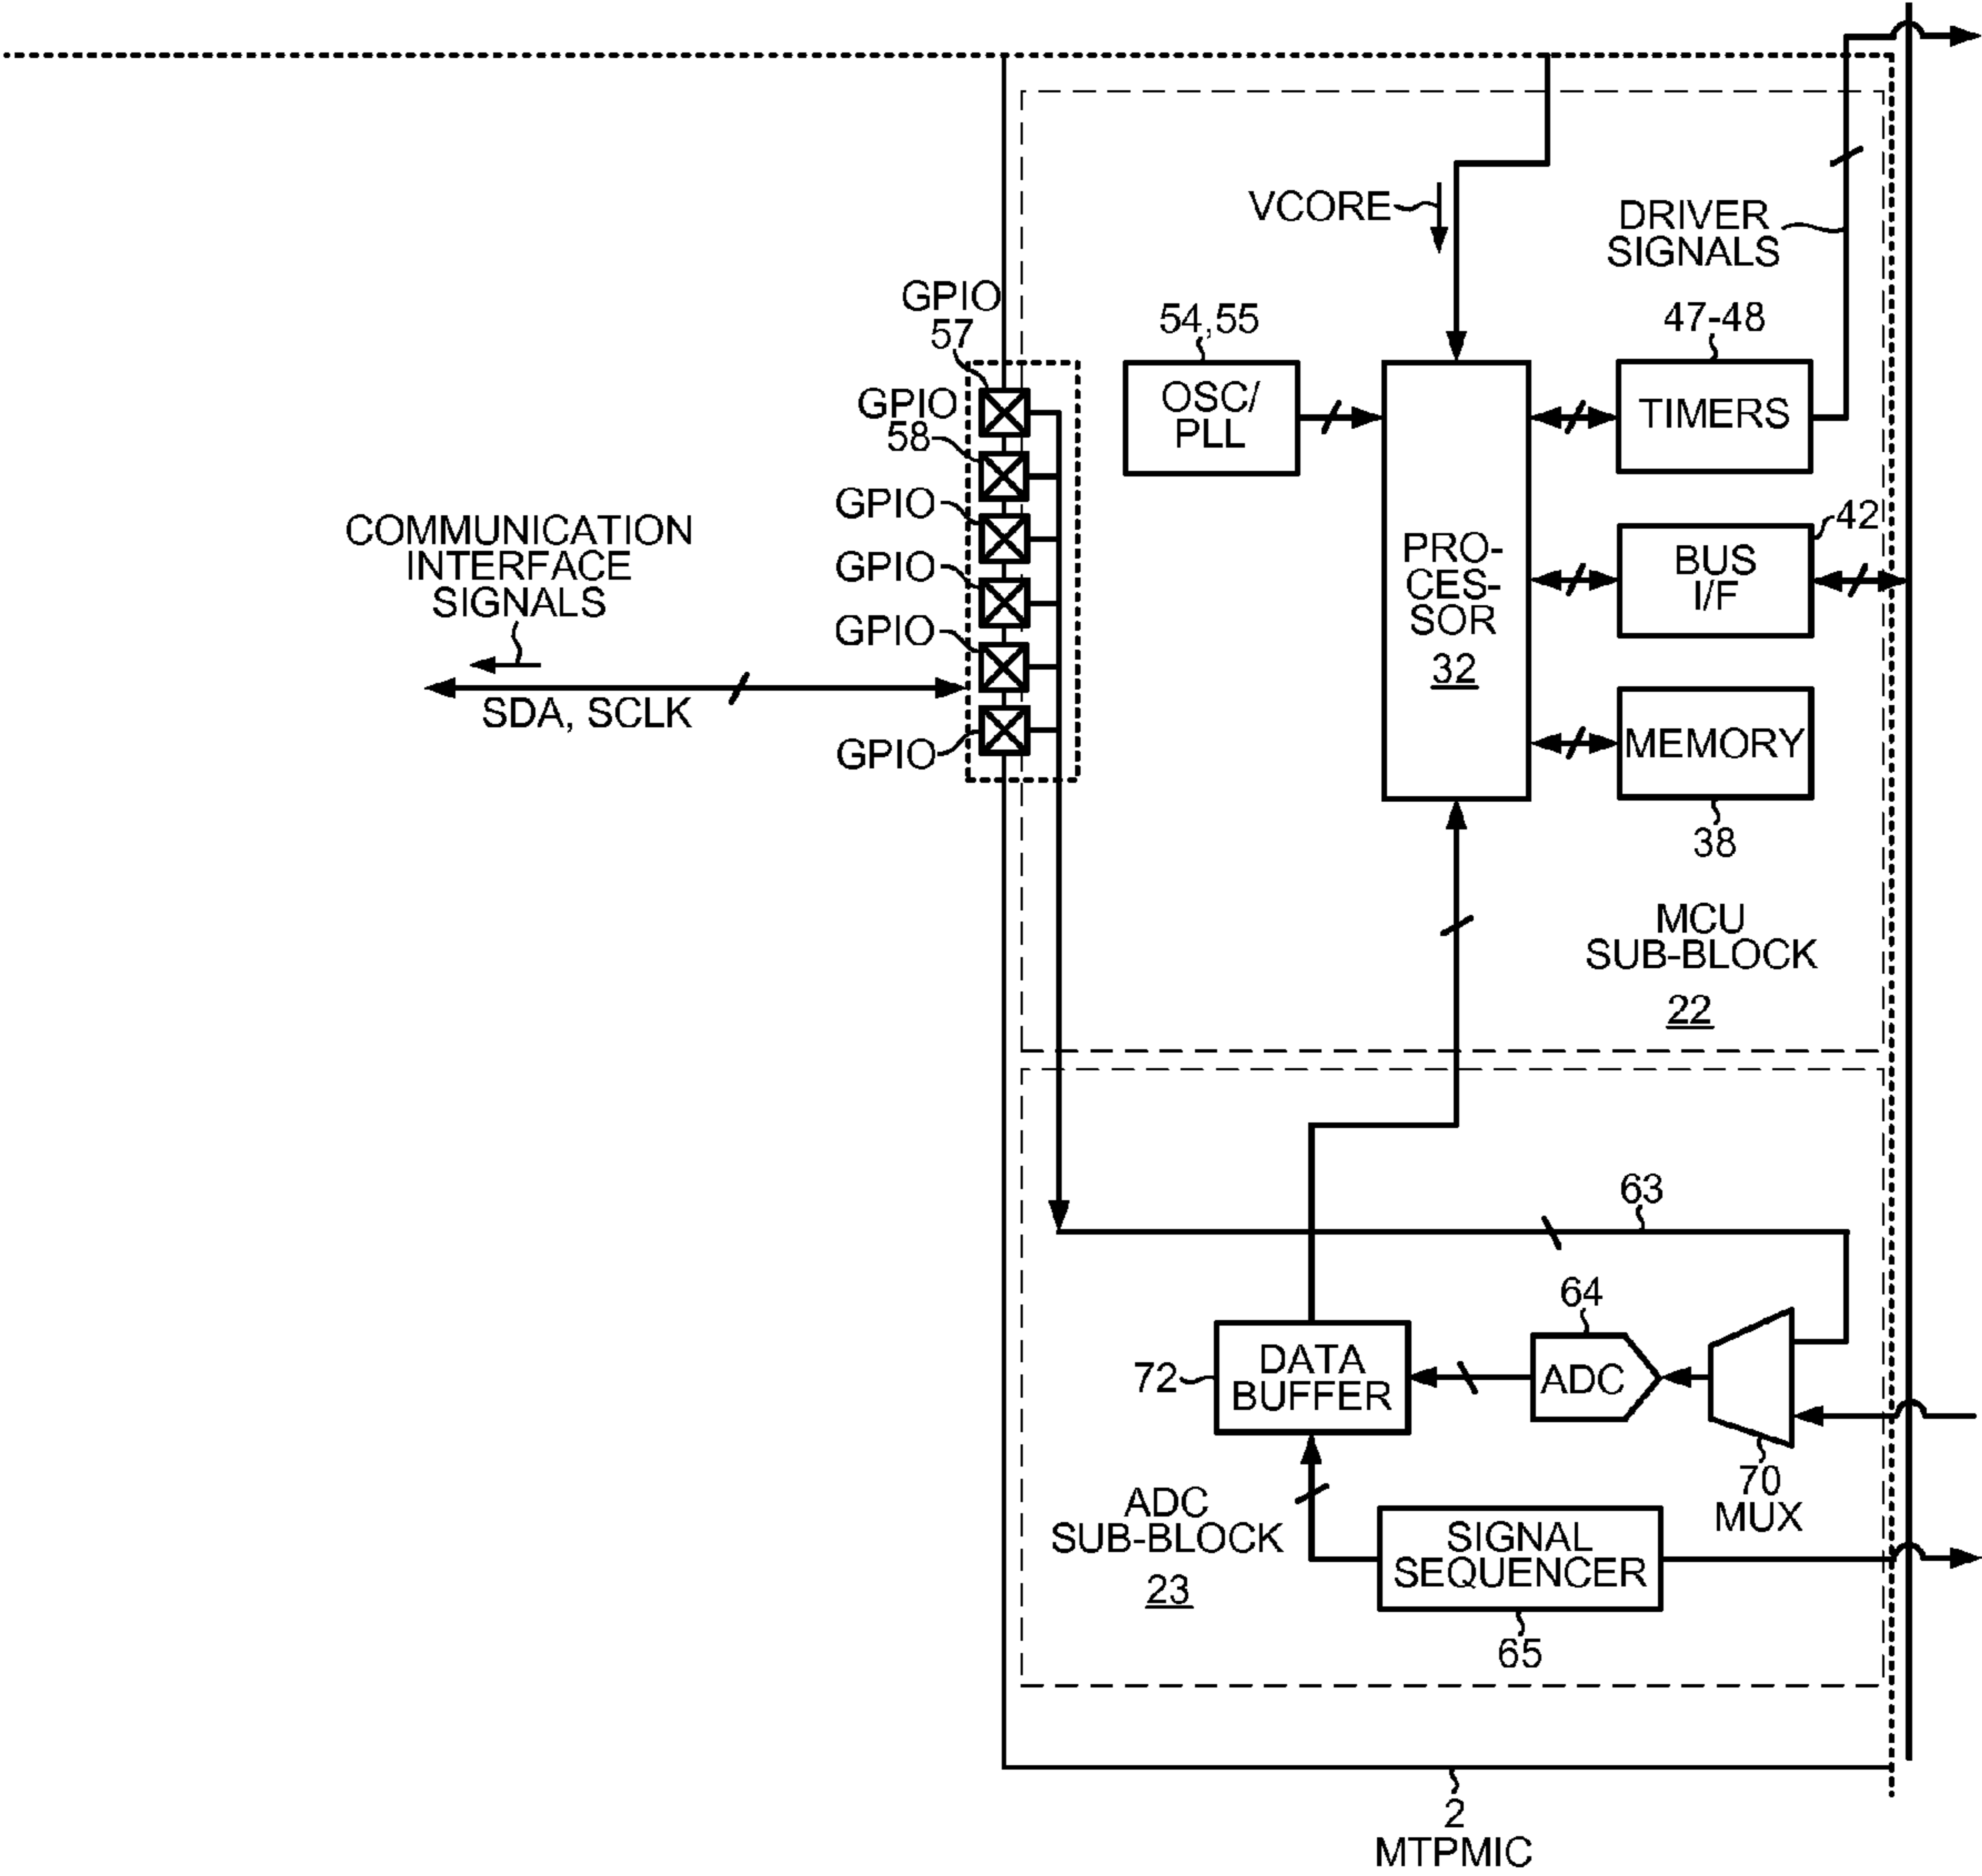 VCORE
DRIVER
SIGNALS
GPIO
57
54,55
47-48
OSC/
PLL
TIMERS
GPIO
58
GPIO
42
COMMUNICATION
INTERFACE
SIGNALS
PRO-
CES-
SOR
32
BUS
I/F
GPIO
GPIO
SDA, SCLK
GPIO
MEMORY
38
MCU
SUB-BLOCK
22
63
64
72
DATA
BUFFER
ADC
70
MUX
ADC
SUB-BLOCK
23
SIGNAL
SEQUENCER
65
2
MTPMIC